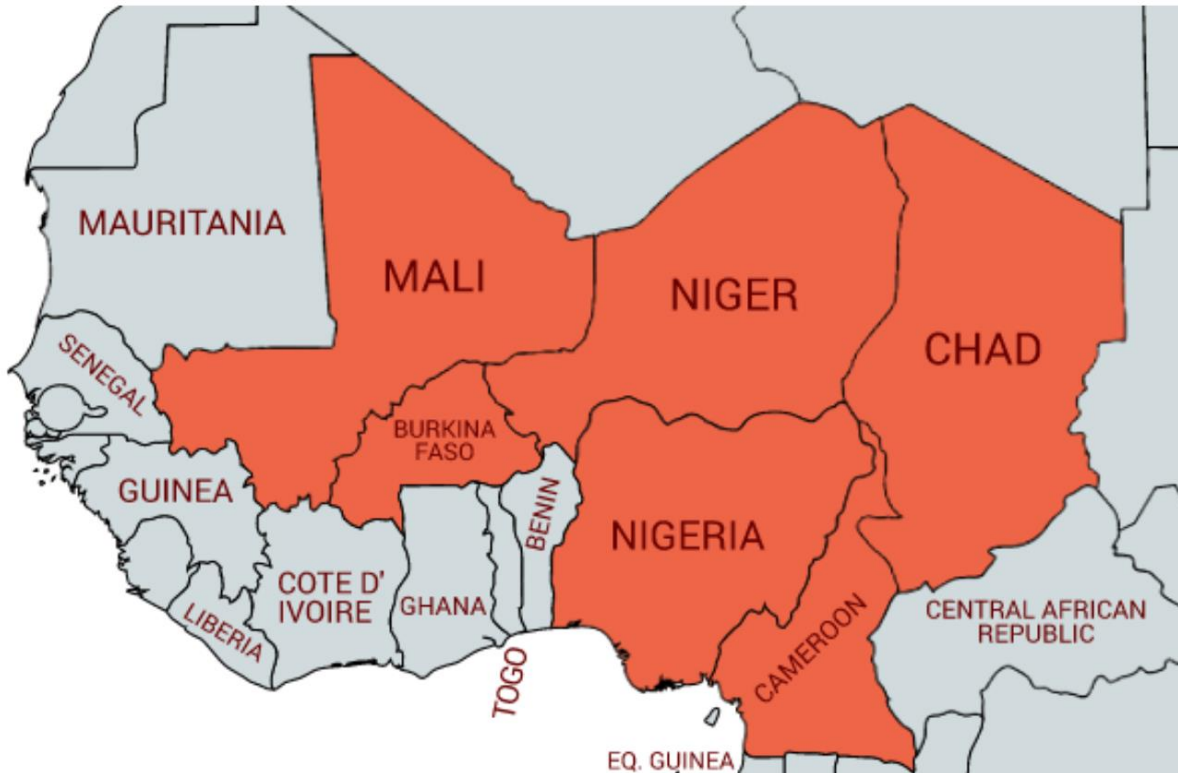 MAURITANIA
MALI
NIGER
CHAD
SENEGAL
BURKINA
FASO
GUINEA
BENIN
NIGERIA
COTE D'
IVOIRE
GHANA
LIBERIA
CENTRAL AFRICAN
REPUBLIC
CAMEROON
TOGO
EQ. GUINEA